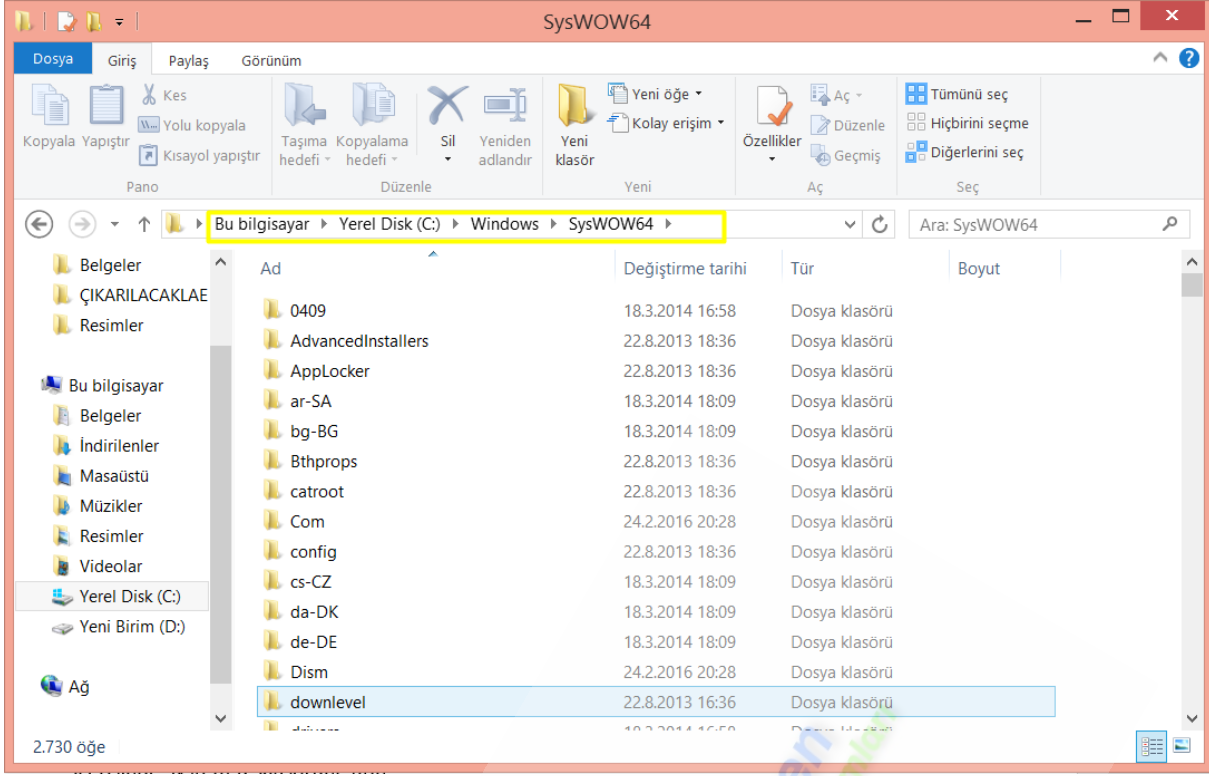 SysWOW64
Dosya Giriş Paylaş Görünüm
Kopyala Yapıştır Kes
Yolu kopyala
Kısayol yapıştır
Taşıma hedefi Kopyalama hedefi Sil Yeniden adlandır
Yeni klasör Yeni öğe
Kolay erişim
Özellikler Aç
Düzenle
Geçmiş
Tümünü seç
Hiçbirini seçme
Diğerlerini seç
Pano Düzenle Yeni Aç Seç
Bu bilgisayar Yerel Disk (C:) Windows SysWOW64 Ara: SysWOW64
Belgeler
ÇIKARILACAKLAE
Resimler
Bu bilgisayar
Belgeler
İndirilenler
Masaüstü
Müzikler
Resimler
Videolar
Yerel Disk (C:)
Yeni Birim (D:)
Ağ
Ad Değiştirme tarihi Tür Boyut
0409 18.3.2014 16:58 Dosya klasörü
AdvancedInstallers 22.8.2013 18:36 Dosya klasörü
AppLocker 22.8.2013 18:36 Dosya klasörü
ar-SA 18.3.2014 18:09 Dosya klasörü
bg-BG 18.3.2014 18:09 Dosya klasörü
Bthprops 22.8.2013 18:36 Dosya klasörü
catroot 22.8.2013 18:36 Dosya klasörü
Com 24.2.2016 20:28 Dosya klasörü
config 22.8.2013 18:36 Dosya klasörü
cs-CZ 18.3.2014 18:09 Dosya klasörü
da-DK 18.3.2014 18:09 Dosya klasörü
de-DE 18.3.2014 18:09 Dosya klasörü
Dism 24.2.2016 20:28 Dosya klasörü
downlevel 22.8.2013 16:36 Dosya klasörü
2.730 öğe